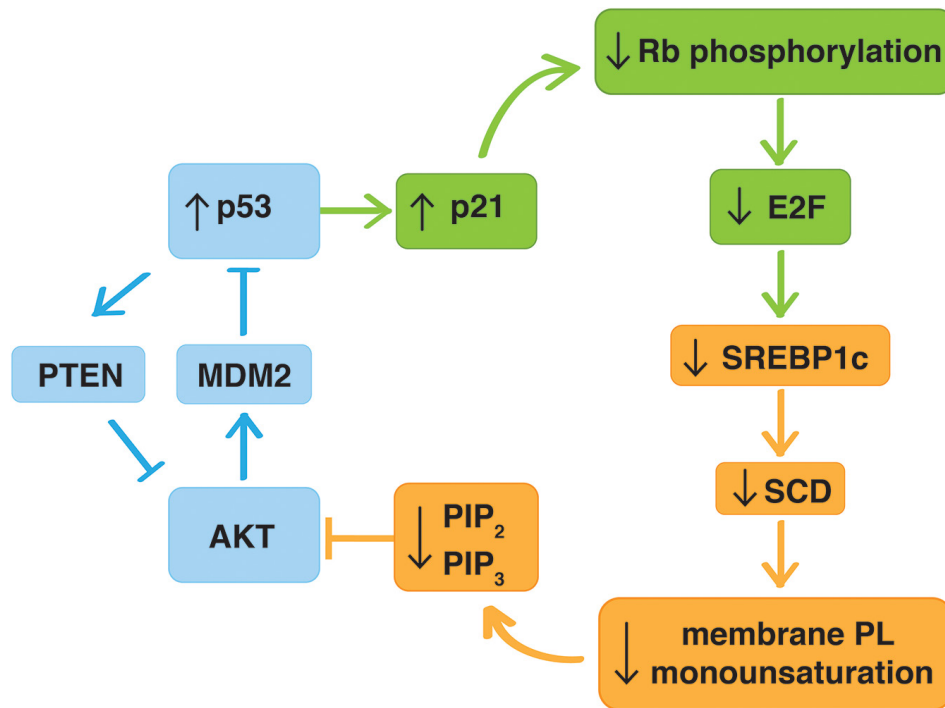 ↓ Rb phosphorylation
↑ p53
↑ p21
↓ E2F
PTEN
MDM2
↓ SREBP1c
↓ SCD
AKT
↓ PIP₂
PIP₃
↓ membrane PL
monounsaturation